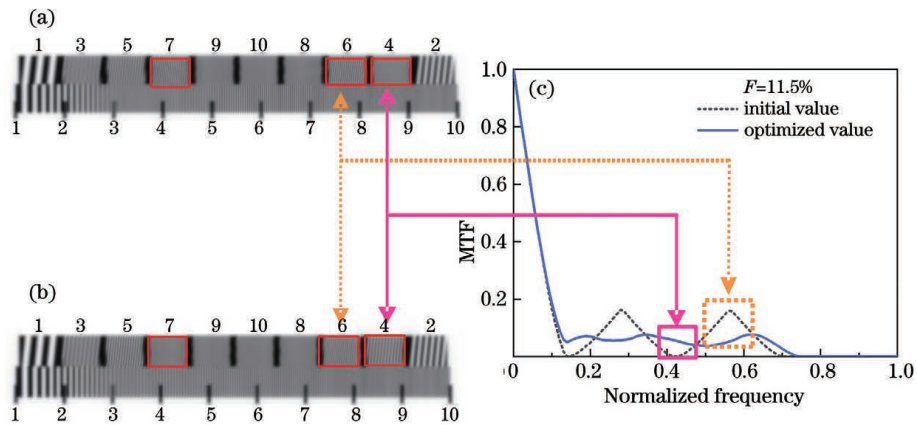 (a)
1 3 5 7 9 10 8 6 4 2
1 2 3 4 5 6 7 8 9 10
(b)
1 3 5 7 9 10 8 6 4 2
1 2 3 4 5 6 7 8 9 10
(c)
F=11.5%
initial value
optimized value
MTF
1.0
0.8
0.6
0.4
0.2
0 0.2 0.4 0.6 0.8 1.0
Normalized frequency